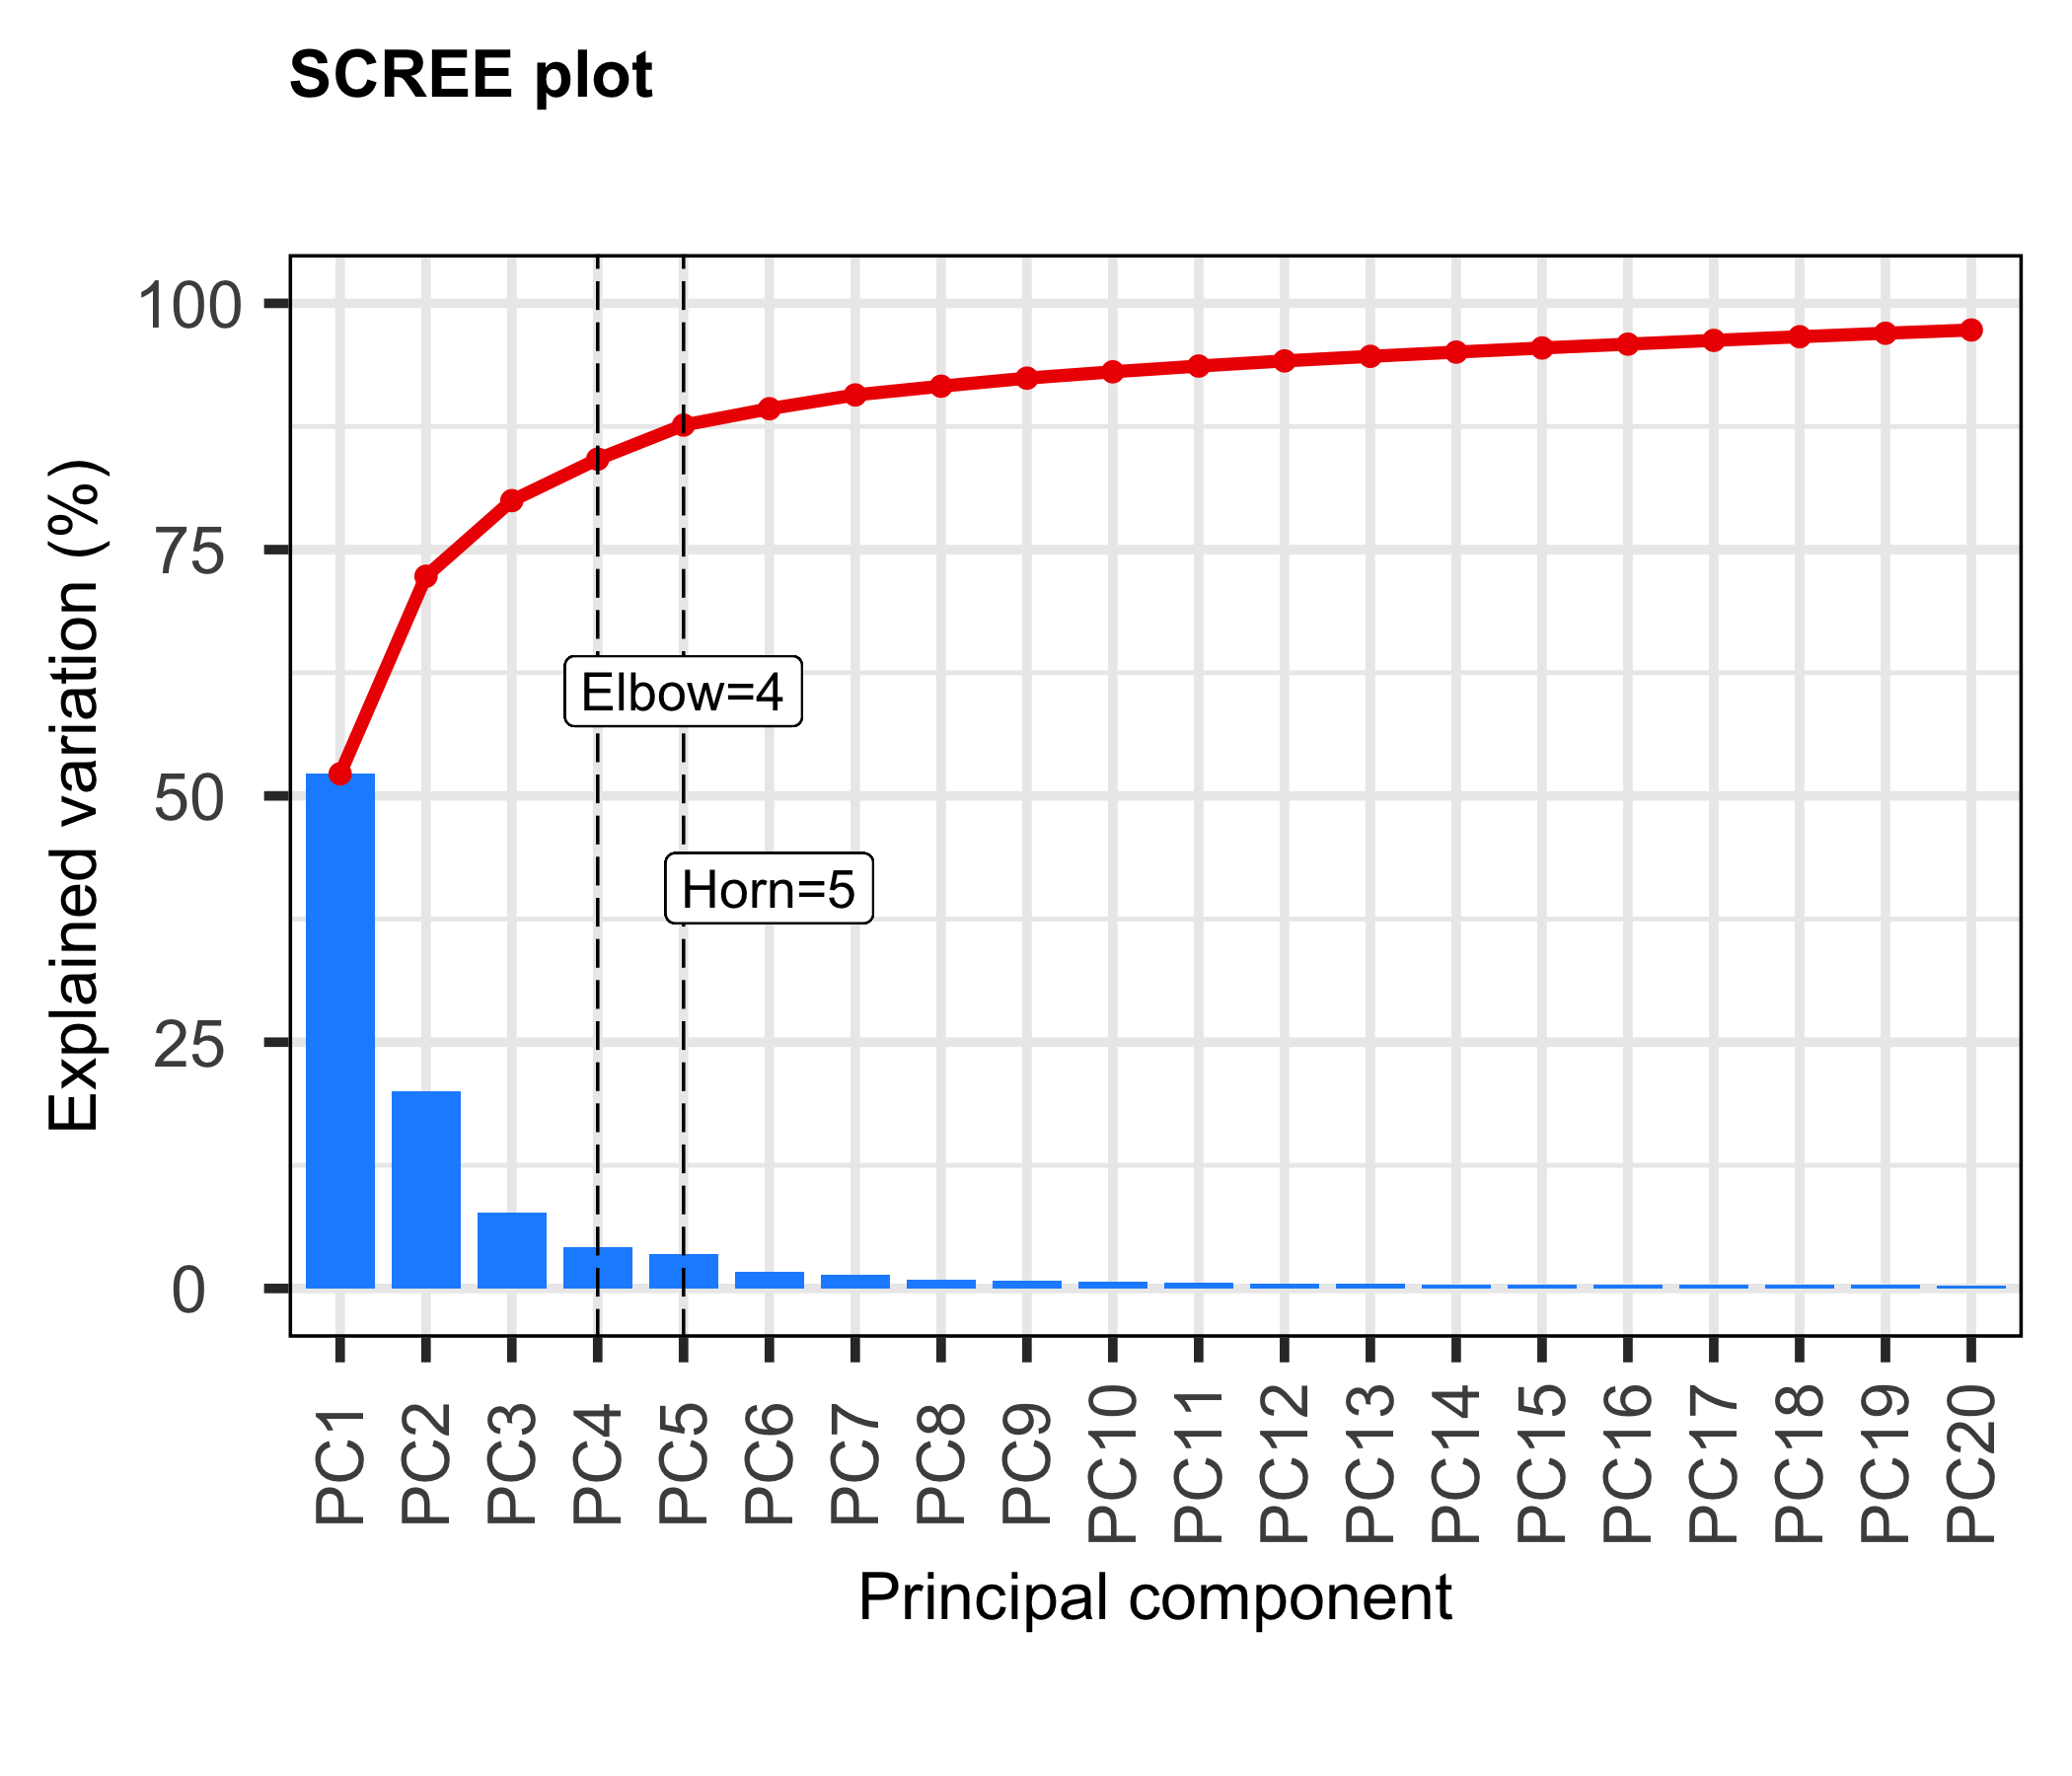 SCREE plot
Explained variation (%)
100
75
50
25
0
Elbow=4
Horn=5
PC1
PC2
PC3
PC4
PC5
PC6
PC7
PC8
PC9
PC10
PC11
PC12
PC13
PC14
PC15
PC16
PC17
PC18
PC19
PC20
Principal component